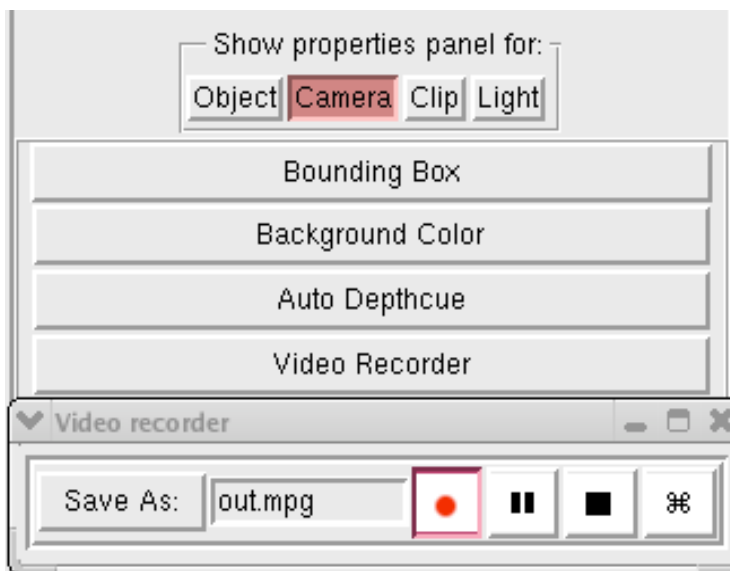 Show properties panel for:
Object Camera Clip Light
Bounding Box
Background Color
Auto Depthcue
Video Recorder
Video recorder
Save As: out.mpg ⌘